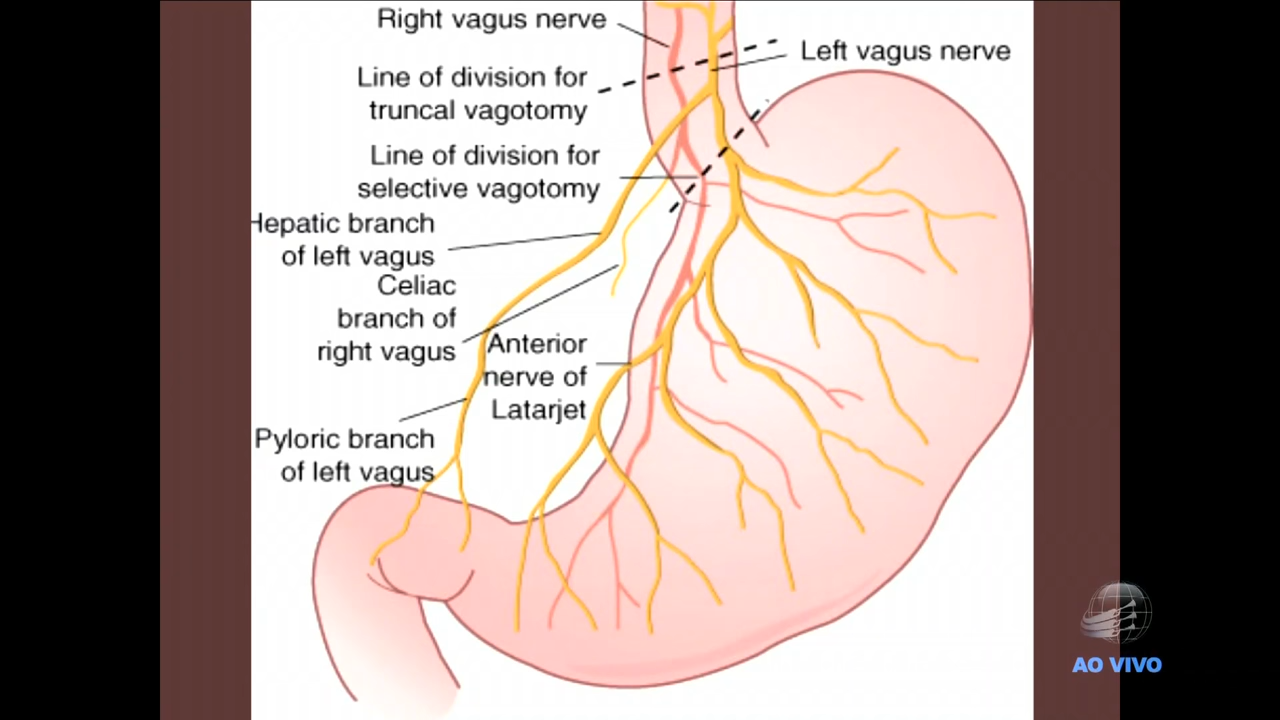 Right vagus nerve
Left vagus nerve
Line of division for
truncal vagotomy
Line of division for
selective vagotomy
Hepatic branch
of left vagus
Celiac
branch of
right vagus
Anterior
nerve of
Latarjet
Pyloric branch
of left vagus
AO VIVO